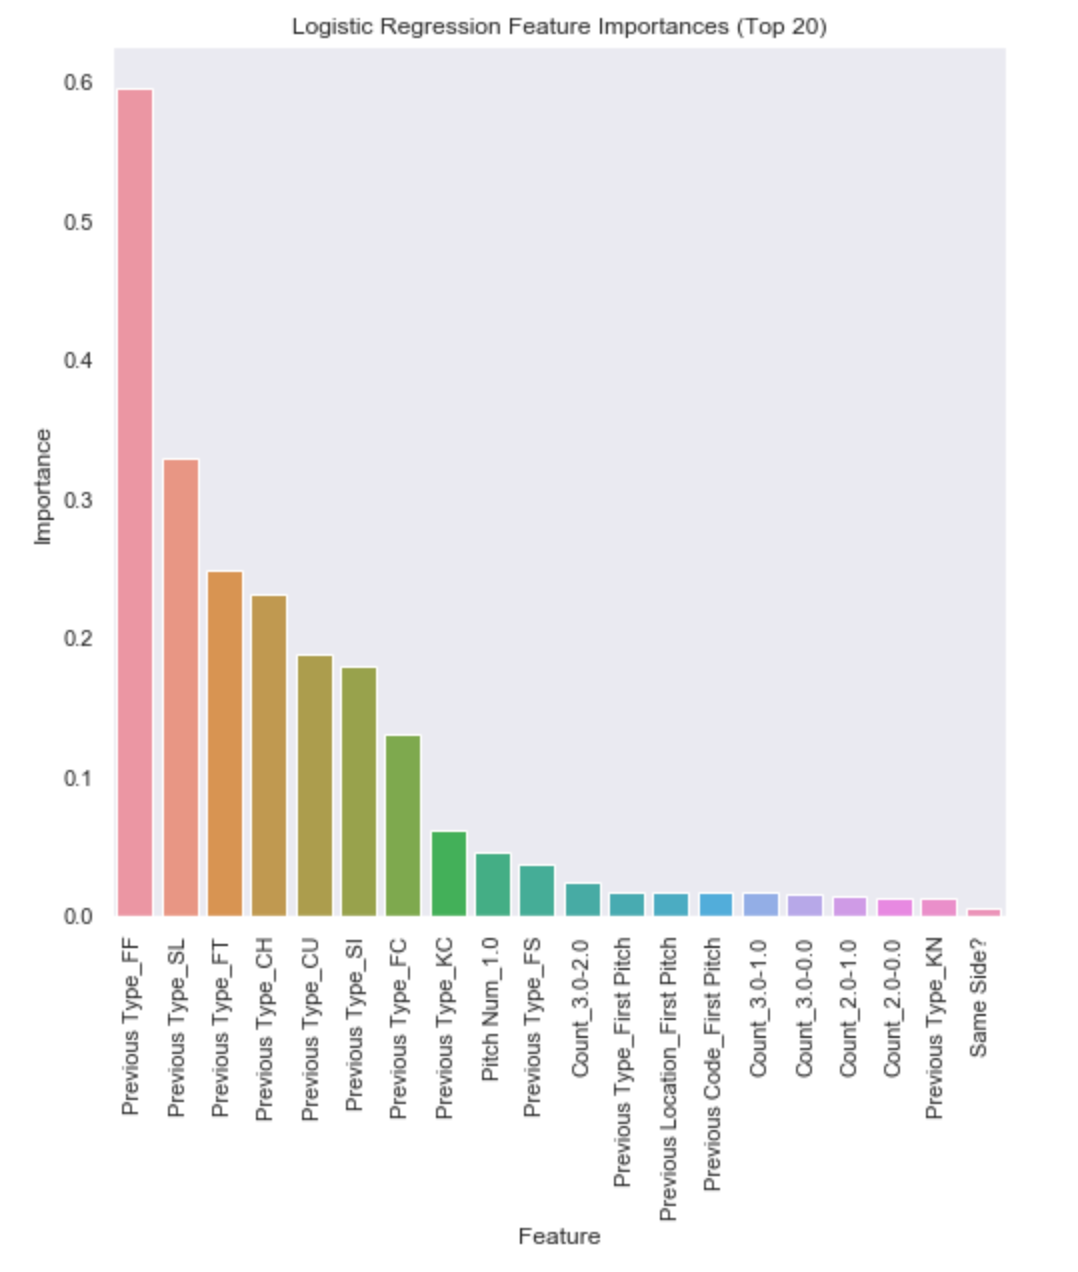 Logistic Regression Feature Importances (Top 20)
0.6
0.5
0.4
0.3
0.2
0.1
0.0
Importance
Previous Type_FF
Previous Type_SL
Previous Type_FT
Previous Type_CH
Previous Type_CU
Previous Type_SI
Previous Type_FC
Previous Type_KC
Pitch Num_1.0
Previous Type_FS
Count_3.0-2.0
Previous Type_First Pitch
Previous Location_First Pitch
Previous Code_First Pitch
Count_3.0-1.0
Count_3.0-0.0
Count_2.0-1.0
Count_2.0-0.0
Previous Type_KN
Same Side?
Feature